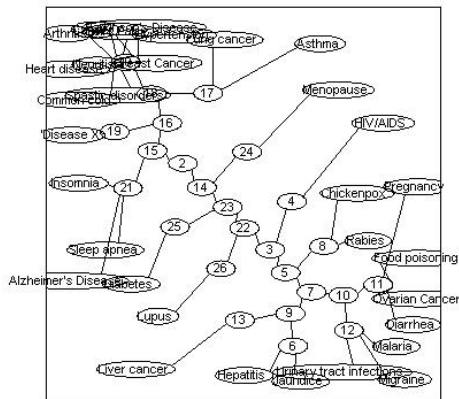 Arthritis
Hypertension
Lung cancer
Asthma
Heart disease
Neuritis
Breast Cancer
Menopause
Common cold
Spastic disorders
17
'Disease X'
19
16
HIV/AIDS
15
2
24
Insomnia
21
14
4
Chickenpox
Pregnancy
25
23
22
8
Rabies
Sleep apnea
3
Food poisoning
Alzheimer's Disease
Diabetes
26
5
11
7
10
Ovarian Cancer
Lupus
13
9
12
Diarrhea
6
Malaria
Liver cancer
Hepatitis
Urinary tract infections
Jaundice
Migraine